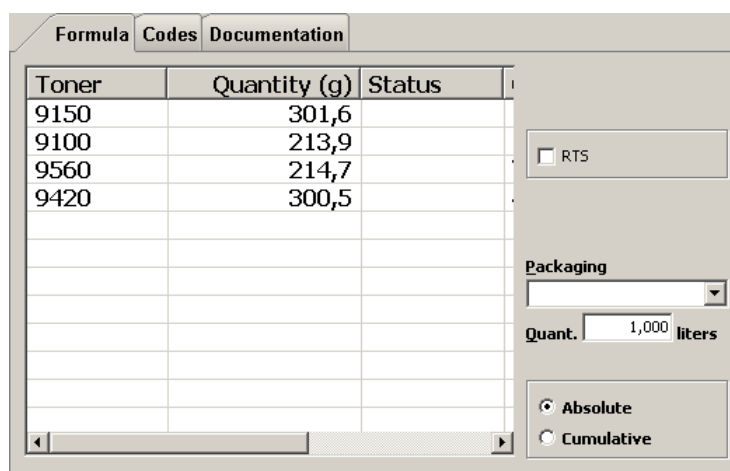 Formula Codes Documentation
Toner Quantity (g) Status
9150 301,6
9100 213,9
9560 214,7
9420 300,5
RTS
Packaging
Quant. 1,000 liters
Absolute
Cumulative